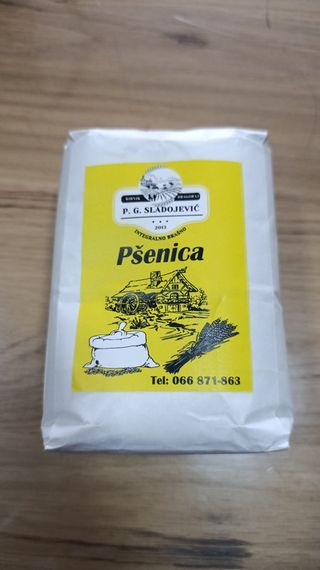 P. G. SLADOJEVIĆ
2013
INTEGRALNO BRAŠNO
Pšenica
Tel: 066 871-863